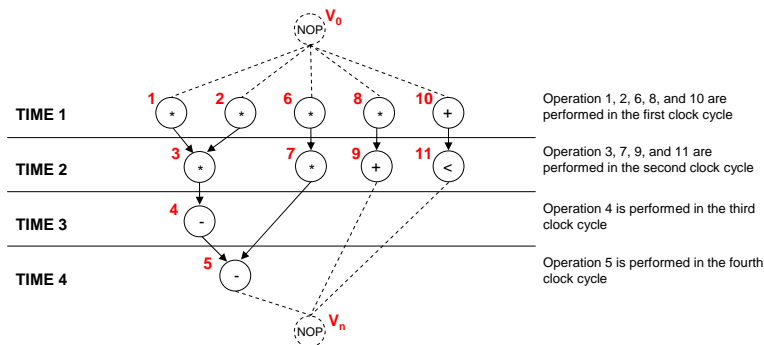 V0
NOP
1 2 6 8 10
* * * * +
TIME 1
Operation 1, 2, 6, 8, and 10 are
performed in the first clock cycle
3 7 9 11
* * + <
TIME 2
Operation 3, 7, 9, and 11 are
performed in the second clock cycle
4
-
TIME 3
Operation 4 is performed in the third
clock cycle
5
-
TIME 4
Operation 5 is performed in the fourth
clock cycle
Vn
NOP